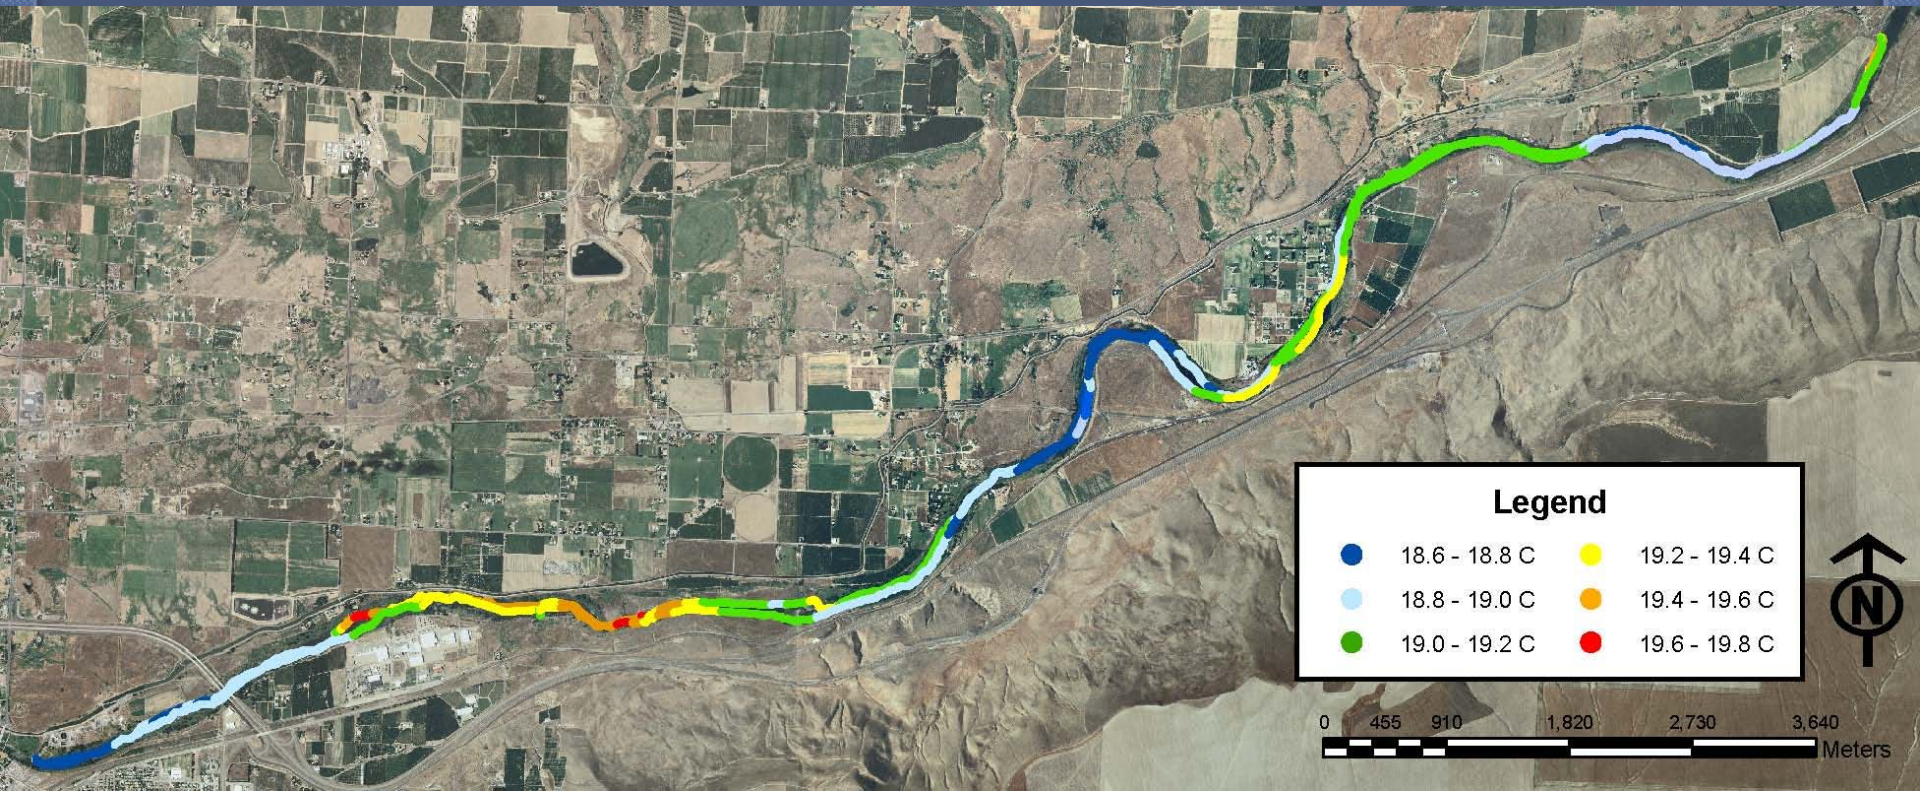 Legend
18.6 - 18.8 C 19.2 - 19.4 C
18.8 - 19.0 C 19.4 - 19.6 C
19.0 - 19.2 C 19.6 - 19.8 C
N
0 455 910 1,820 2,730 3,640
Meters